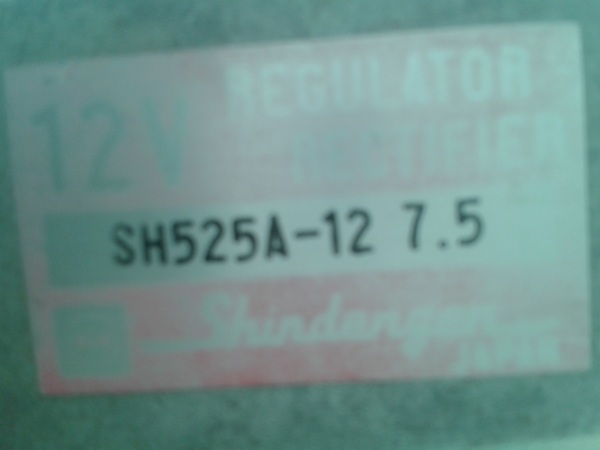 12V
REGULATOR
RECTIFIER
SH525A-12 7.5
Shindengen
JAPAN